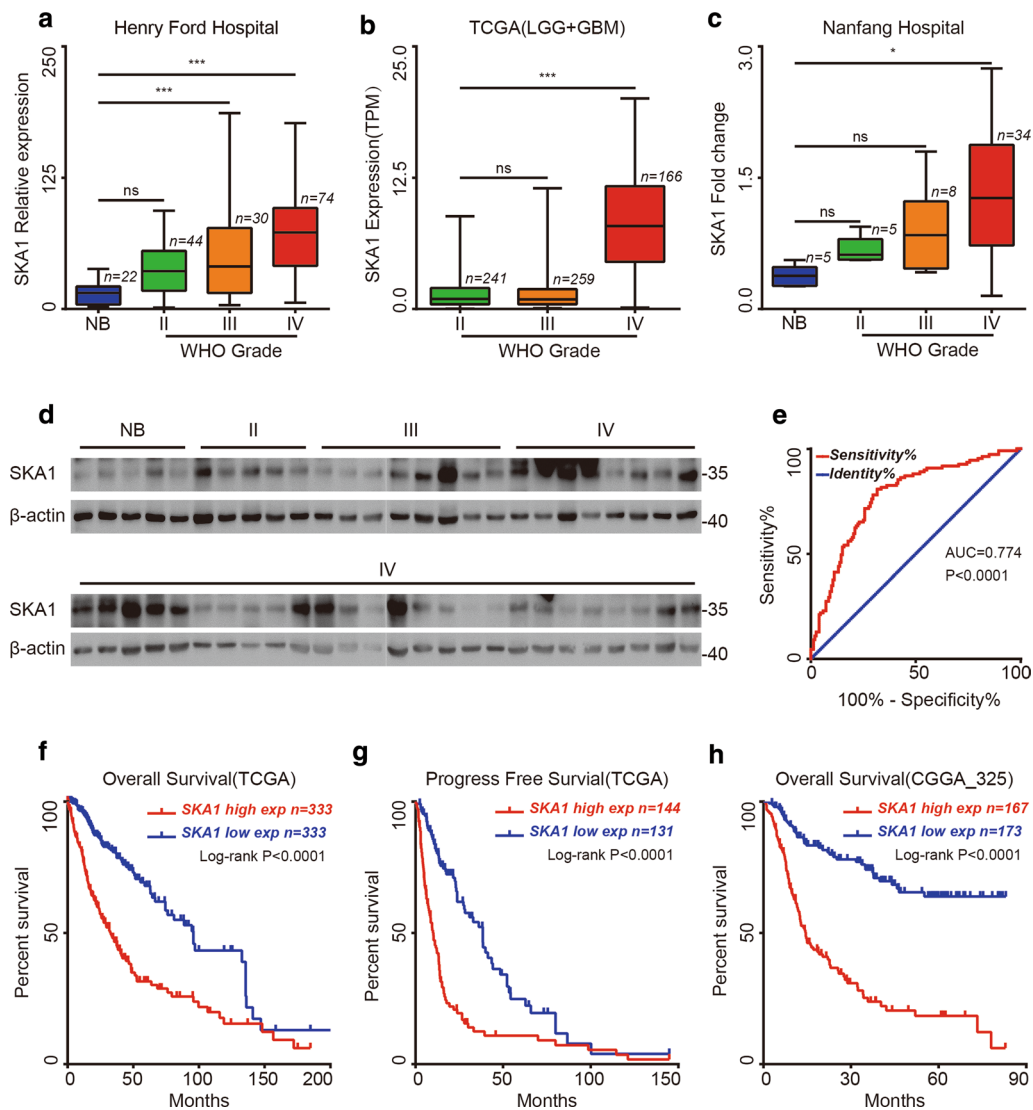 a
Henry Ford Hospital
SKA1 Relative expression
250
125
0
***
***
ns
n=22
n=44
n=30
n=74
NB
II
III
IV
WHO Grade
b
TCGA(LGG+GBM)
SKA1 Expression(TPM)
25.0
12.5
0.0
***
ns
n=241
n=259
n=166
II
III
IV
WHO Grade
c
Nanfang Hospital
SKA1 Fold change
3.0
1.5
0.0
*
ns
ns
n=5
n=5
n=8
n=34
NB
II
III
IV
WHO Grade
d
NB
II
III
IV
SKA1
-35
β-actin
-40
IV
SKA1
-35
β-actin
-40
e
Sensitivity%
100
50
0
Sensitivity%
Identity%
AUC=0.774
P<0.0001
0
50
100
100% - Specificity%
f
Overall Survival(TCGA)
Percent survival
100
50
0
SKA1 high exp n=333
SKA1 low exp n=333
Log-rank P<0.0001
0
50
100
150
200
Months
g
Progress Free Survial(TCGA)
Percent survival
100
50
0
SKA1 high exp n=144
SKA1 low exp n=131
Log-rank P<0.0001
0
50
100
150
Months
h
Overall Survival(CGGA_325)
Percent survival
100
50
0
SKA1 high exp n=167
SKA1 low exp n=173
Log-rank P<0.0001
0
30
60
90
Months